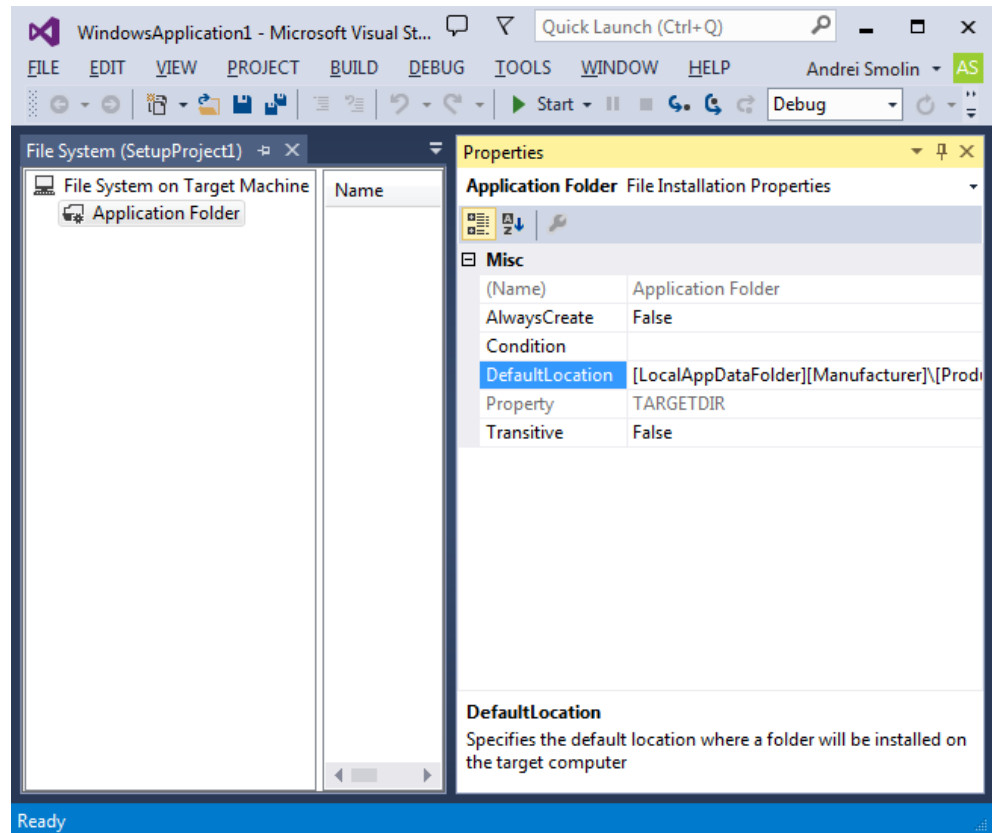 WindowsApplication1 - Microsoft Visual St... Quick Launch (Ctrl+Q)
FILE EDIT VIEW PROJECT BUILD DEBUG TOOLS WINDOW HELP Andrei Smolin AS
Start Debug
File System (SetupProject1)
File System on Target Machine
Application Folder
Name
Properties
Application Folder File Installation Properties
Misc
(Name) Application Folder
AlwaysCreate False
Condition
DefaultLocation [LocalAppDataFolder][Manufacturer]\[Produ
Property TARGETDIR
Transitive False
DefaultLocation
Specifies the default location where a folder will be installed on
the target computer
Ready